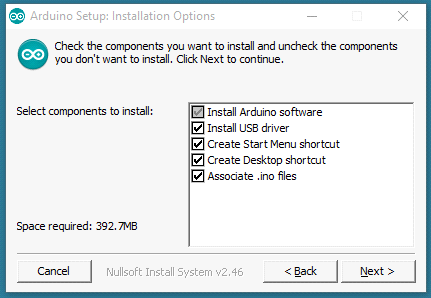 Arduino Setup: Installation Options
Check the components you want to install and uncheck the components
you don't want to install. Click Next to continue.
Select components to install:
Install Arduino software
Install USB driver
Create Start Menu shortcut
Create Desktop shortcut
Associate .ino files
Space required: 392.7MB
Cancel
Nullsoft Install System v2.46
< Back
Next >